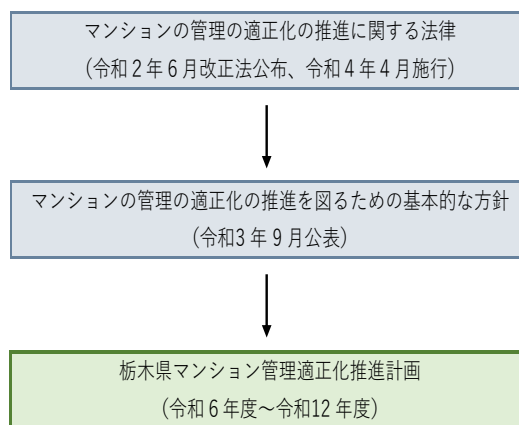 マンションの管理の適正化の推進に関する法律
(令和2年6月改正法公布、令和4年4月施行)
マンションの管理の適正化の推進を図るための基本的な方針
(令和3年9月公表)
栃木県マンション管理適正化推進計画
(令和6年度～令和12年度)